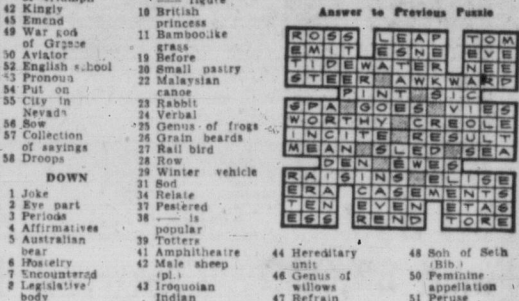 42 Kingly
45 Emend
49 War god
of Greece
50 Aviator
52 English school
53 Pronoun
54 Put on
55 City in
Nevada
56 Sow
57 Collection
of sayings
58 Droops
DOWN
1 Joke
2 Eye part
3 Periods
4 Affirmatives
5 Australian
bear
6 Hostelry
7 Encountered
8 Legislative
body
10 British
princess
11 Bamboolike
grass
19 Before
20 Small pastry
22 Malaysian
canoe
23 Rabbit
24 Verbal
25 Genus of frogs
26 Grain beards
27 Rail bird
28 Row
29 Winter vehicle
31 Sod
34 Relate
37 Pestered
38 —— is
popular
39 Totters
41 Amphitheatre
42 Male sheep
(pl.)
43 Iroquoian
Indian
Answer to Previous Puzzle
ROSS LEAP TOM
EMIT ESNE EVE
TIDEWATER NEE
STEER AWKWARD
PINT SIC
SPA GOES VIES
WORTHY CREOLE
INCITE RESULT
MEAN SLED SEA
DEN EWES
RAISINS ELISE
ERA CASEMENTS
TEN EVEN ETAS
ESS REND TORE
44 Hereditary
unit
46 Genus of
willows
47 Refrain
48 Son of Seth
(Bib.)
50 Feminine
appellation
51 Peruse